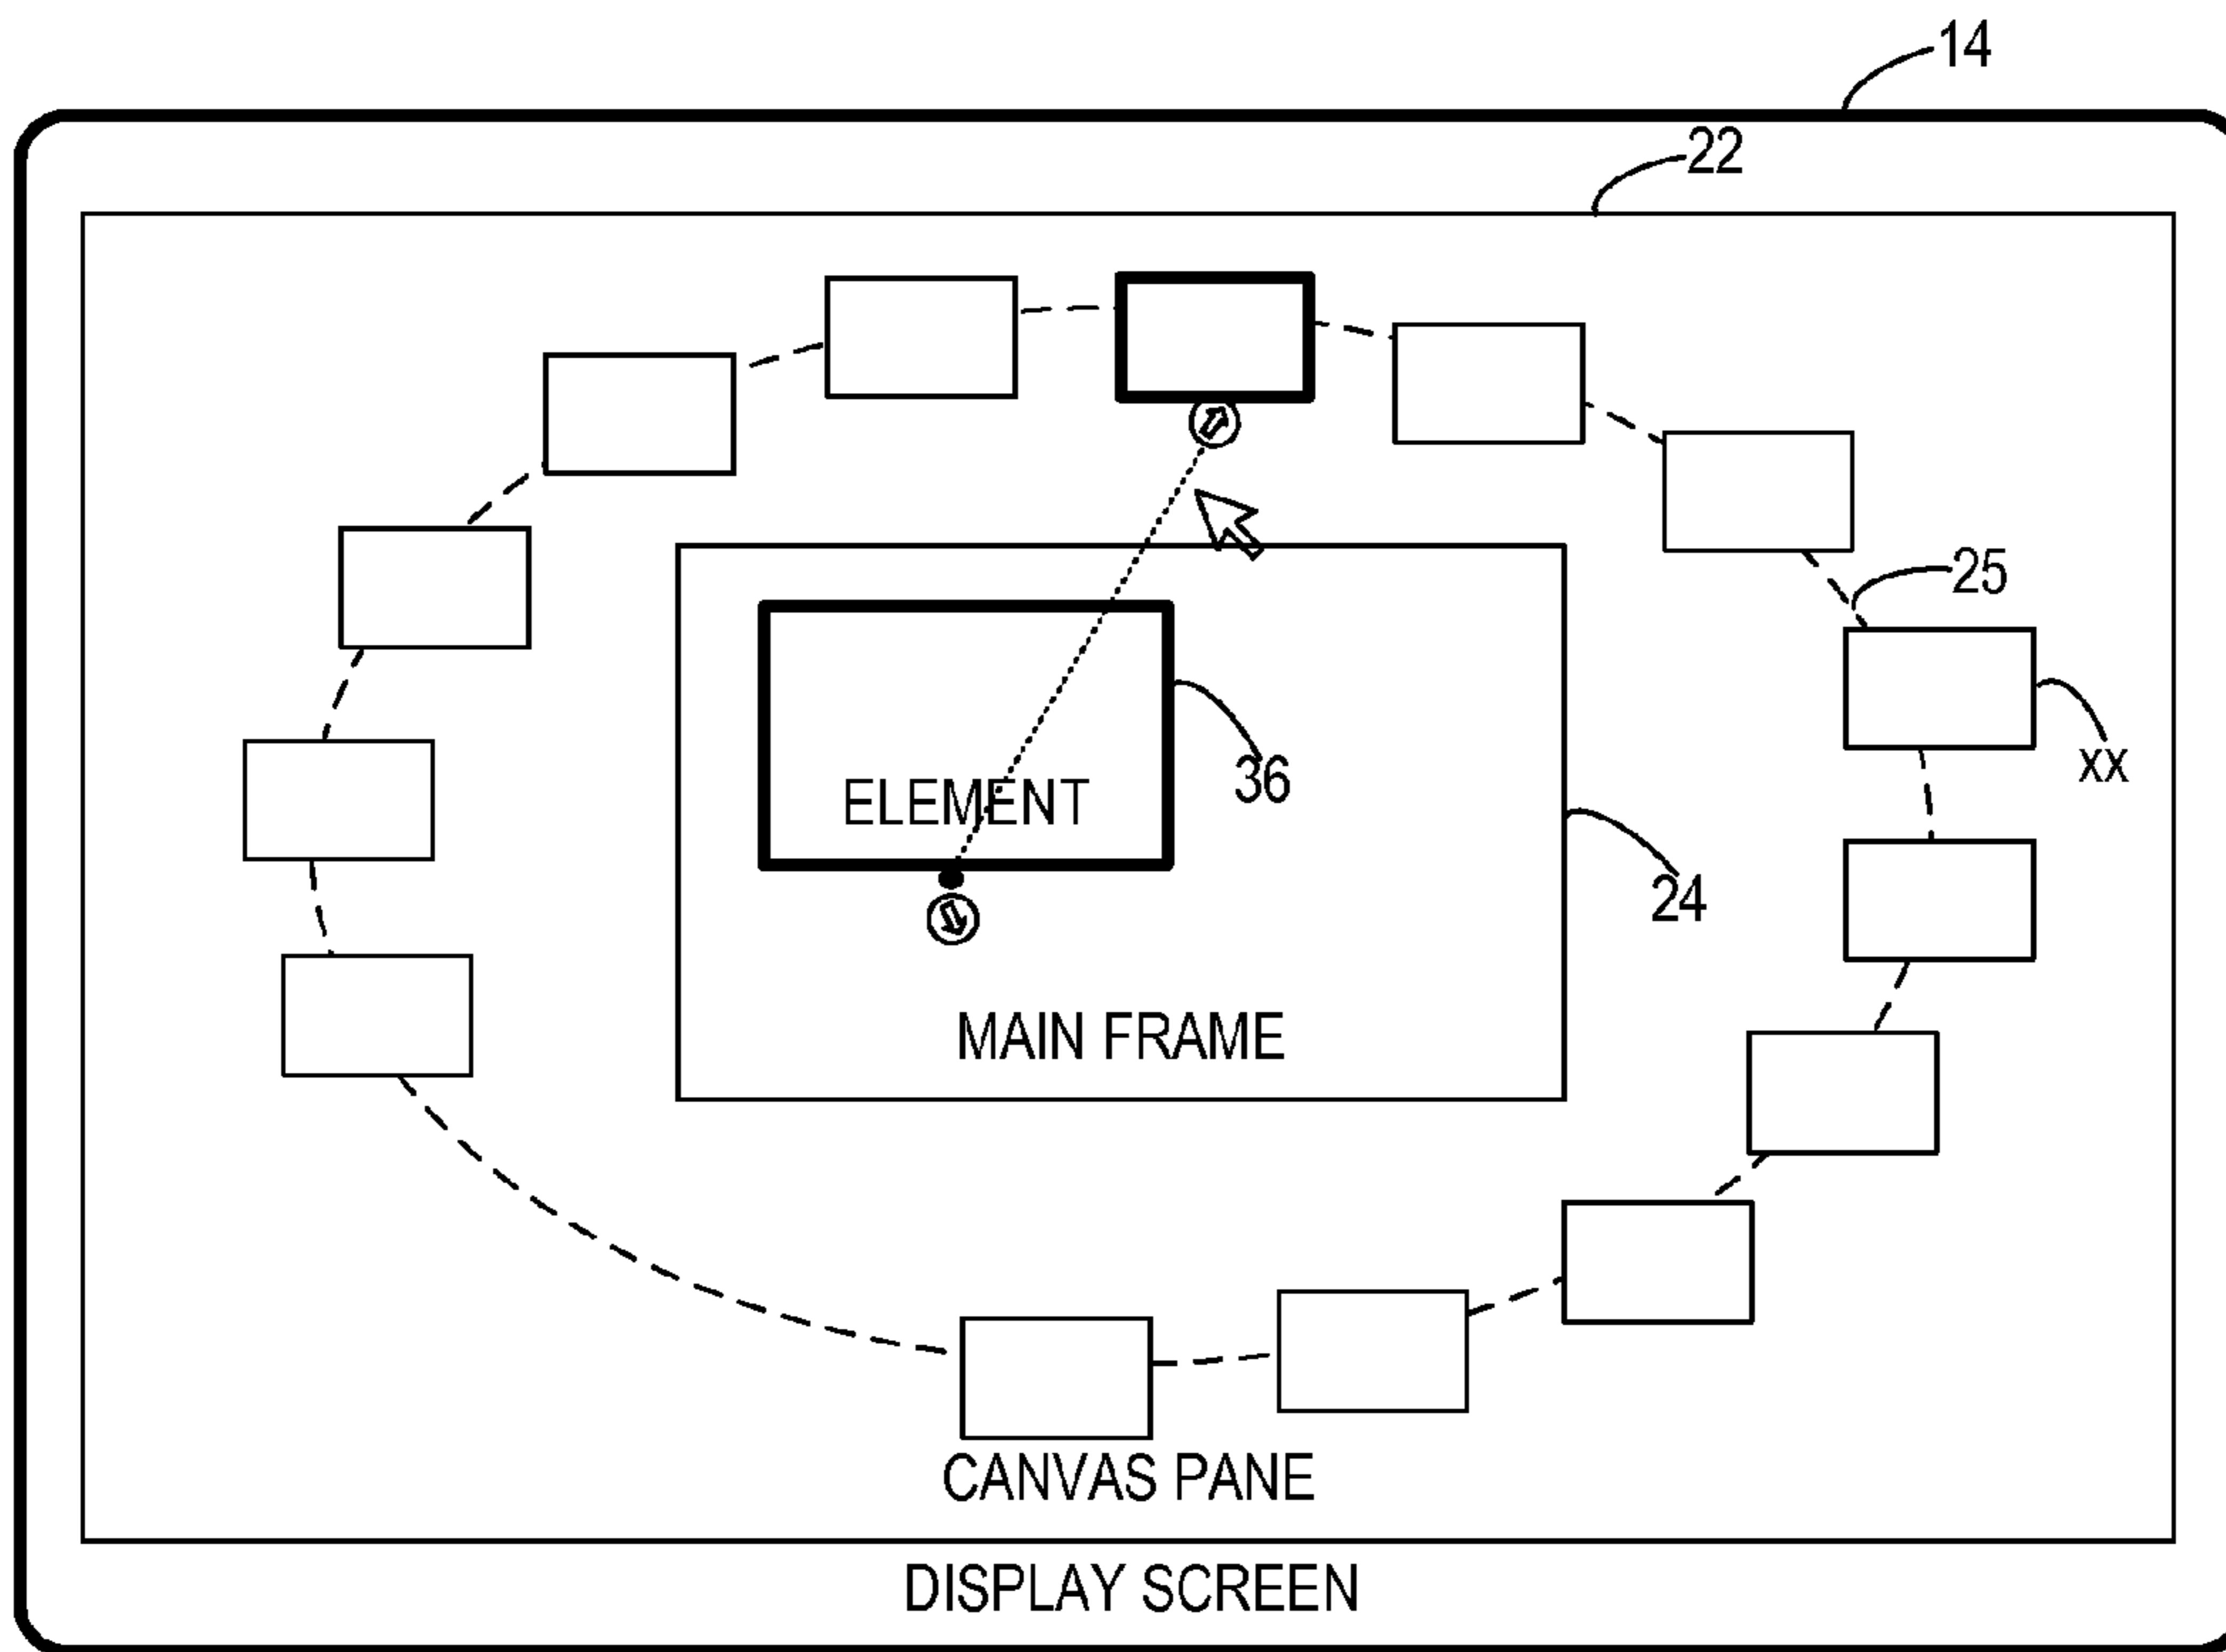 14
22
25
xx
36
ELEMENT
24
MAIN FRAME
CANVAS PANE
DISPLAY SCREEN